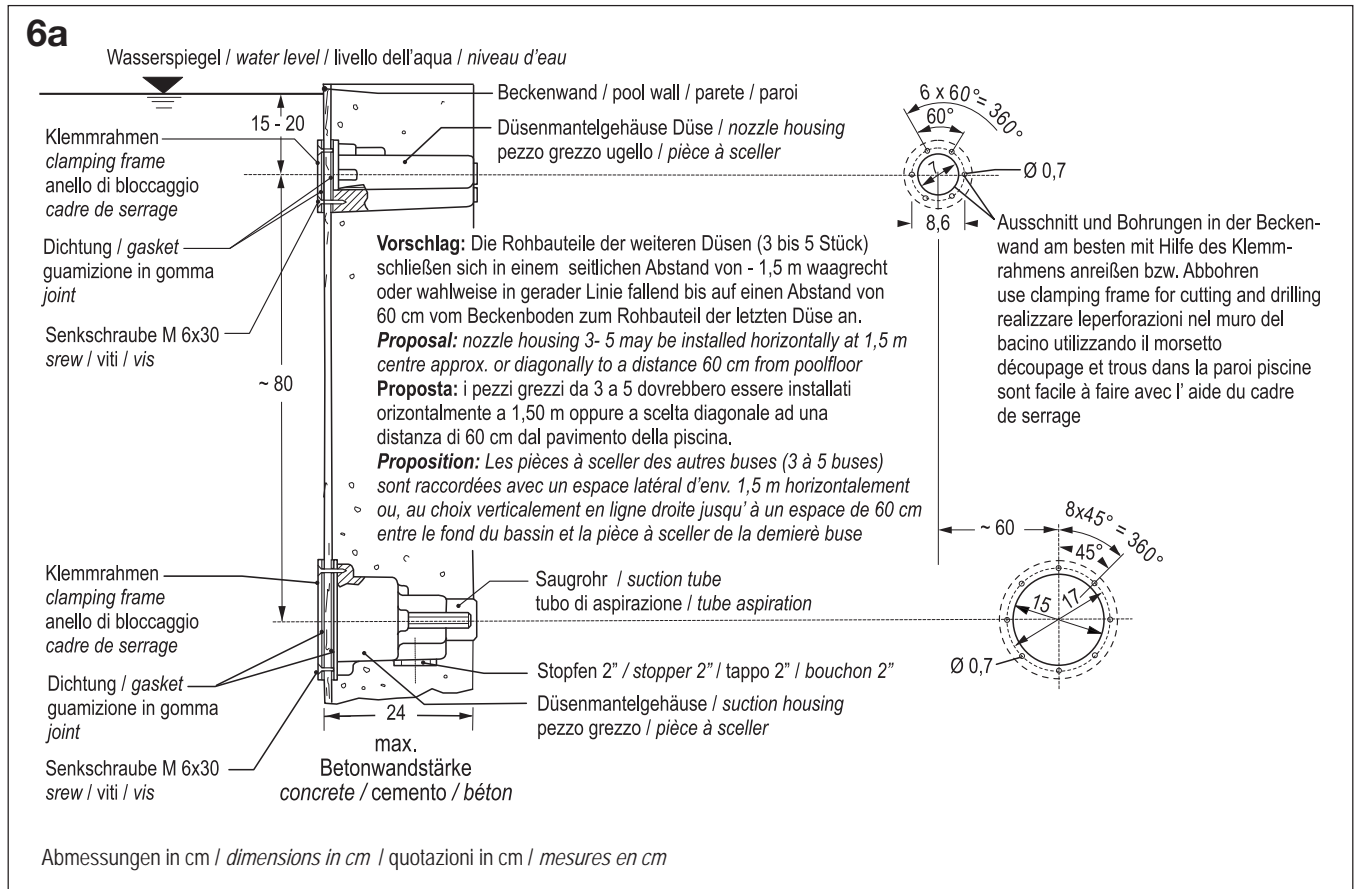 6a
Wasserspiegel / water level / livello dell'aqua / niveau d'eau
15 - 20
Klemmrahmen
clamping frame
anello di bloccaggio
cadre de serrage
Dichtung / gasket
guamizione in gomma
joint
Senkschraube M 6x30
srew / viti / vis
~ 80
Beckenwand / pool wall / parete / paroi
Düsenmantelgehäuse Düse / nozzle housing
pezzo grezzo ugello / pièce à sceller
6 x 60°= 360°
60°
7
Ø 0,7
8,6
Ausschnitt und Bohrungen in der Becken-
wand am besten mit Hilfe des Klemm-
rahmens anreißen bzw. Abbohren
use clamping frame for cutting and drilling
realizzare leperforazioni nel muro del
bacino utilizzando il morsetto
découpage et trous dans la paroi piscine
sont facile à faire avec l' aide du cadre
de serrage
Vorschlag: Die Rohbauteile der weiteren Düsen (3 bis 5 Stück)
schließen sich in einem seitlichen Abstand von - 1,5 m waagrecht
oder wahlweise in gerader Linie fallend bis auf einen Abstand von
60 cm vom Beckenboden zum Rohbauteil der letzten Düse an.
Proposal: nozzle housing 3- 5 may be installed horizontally at 1,5 m
centre approx. or diagonally to a distance 60 cm from poolfloor
Proposta: i pezzi grezzi da 3 a 5 dovrebbero essere installati
orizontalmente a 1,50 m oppure a scelta diagonale ad una
distanza di 60 cm dal pavimento della piscina.
Proposition: Les pièces à sceller des autres buses (3 à 5 buses)
sont raccordées avec un espace latéral d'env. 1,5 m horizontalement
ou, au choix verticalement en ligne droite jusqu' à un espace de 60 cm
entre le fond du bassin et la pièce à sceller de la demierè buse
Klemmrahmen
clamping frame
anello di bloccaggio
cadre de serrage
Dichtung / gasket
guamizione in gomma
joint
Senkschraube M 6x30
srew / viti / vis
Saugrohr / suction tube
tubo di aspirazione / tube aspiration
Stopfen 2” / stopper 2” / tappo 2” / bouchon 2”
Düsenmantelgehäuse / suction housing
pezzo grezzo / pièce à sceller
24
max.
Betonwandstärke
concrete / cemento / béton
~ 60
8x45° = 360°
45°
15
17
Ø 0,7
Abmessungen in cm / dimensions in cm / quotazioni in cm / mesures en cm